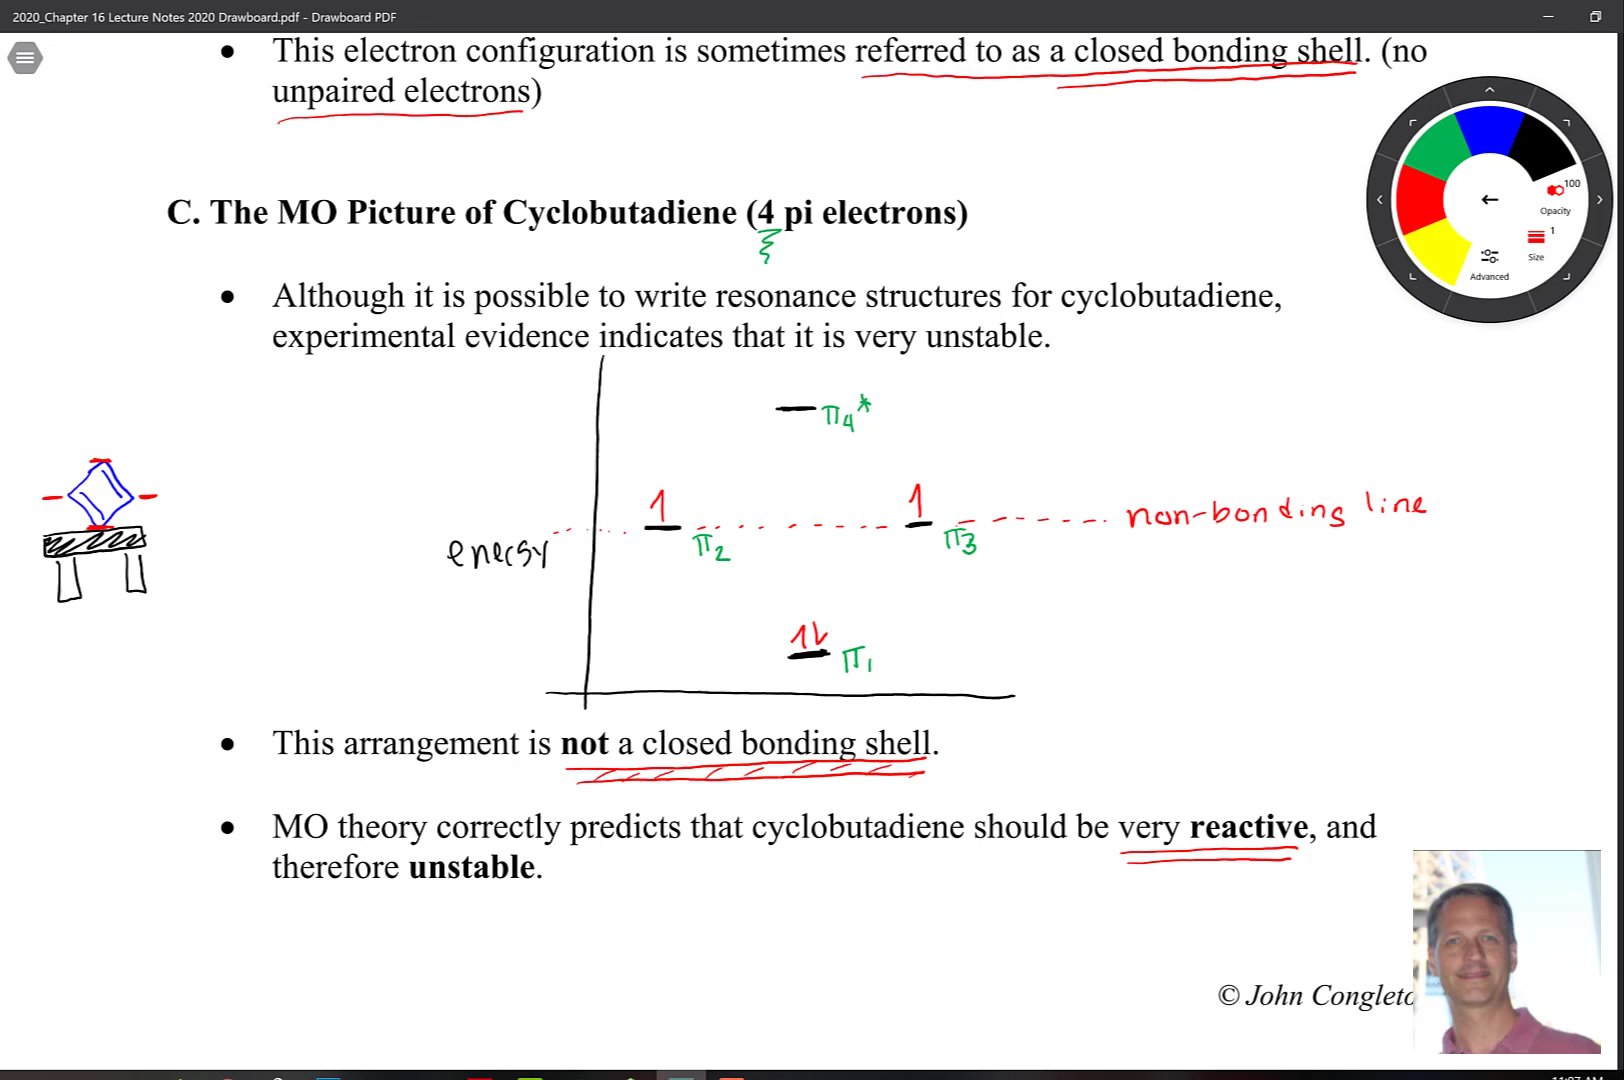 2020_Chapter 16 Lecture Notes 2020 Drawboard.pdf - Drawboard PDF
• This electron configuration is sometimes referred to as a closed bonding shell. (no
unpaired electrons)
100
Opacity
1
Size
Advanced
C. The MO Picture of Cyclobutadiene (4 pi electrons)
• Although it is possible to write resonance structures for cyclobutadiene,
experimental evidence indicates that it is very unstable.
π4*
1 1
non-bonding line
π2 π3
energy
1L
π1
• This arrangement is not a closed bonding shell.
• MO theory correctly predicts that cyclobutadiene should be very reactive, and
therefore unstable.
© John Congleto